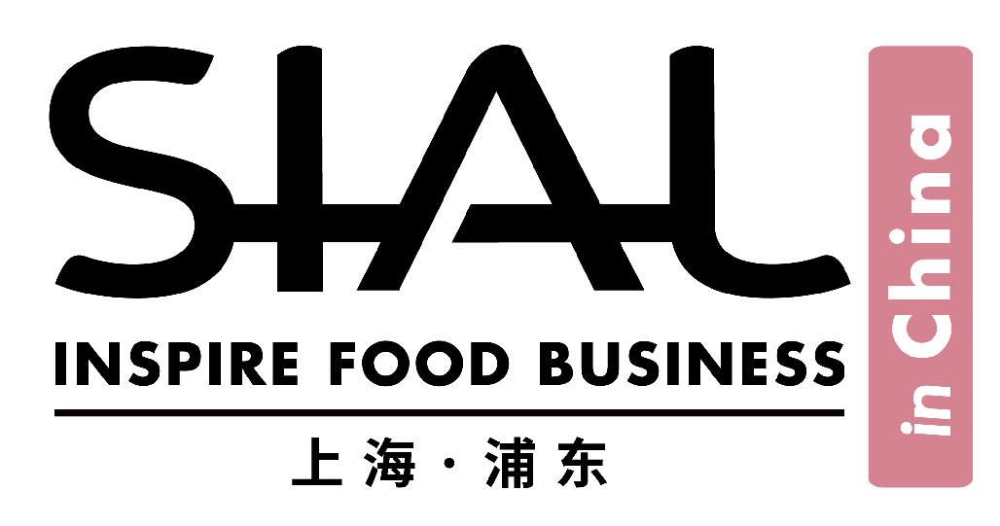 SIAL
INSPIRE FOOD BUSINESS
上海·浦东
in China